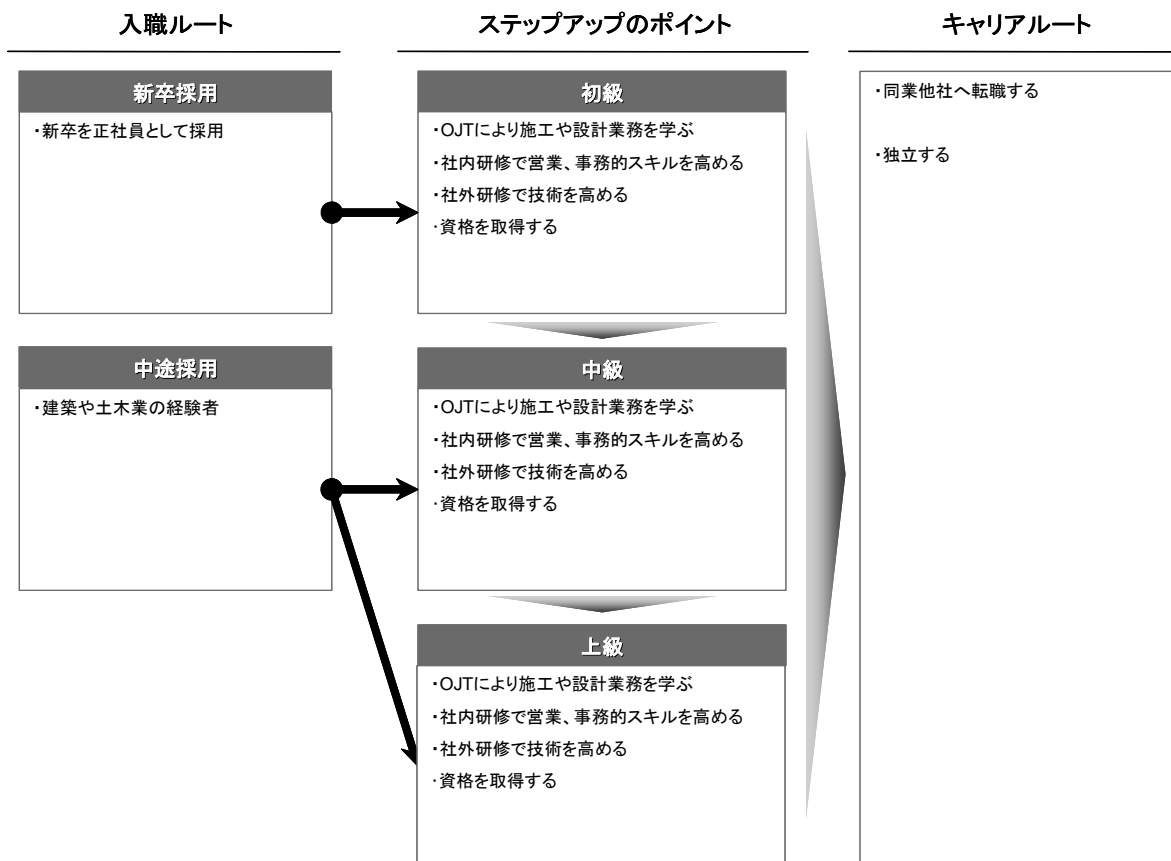 入職ルート
ステップアップのポイント
キャリアルート
新卒採用
・新卒を正社員として採用
中途採用
・建築や土木業の経験者
初級
・OJTにより施工や設計業務を学ぶ
・社内研修で営業、事務的スキルを高める
・社外研修で技術を高める
・資格を取得する
中級
・OJTにより施工や設計業務を学ぶ
・社内研修で営業、事務的スキルを高める
・社外研修で技術を高める
・資格を取得する
上級
・OJTにより施工や設計業務を学ぶ
・社内研修で営業、事務的スキルを高める
・社外研修で技術を高める
・資格を取得する
・同業他社へ転職する
・独立する